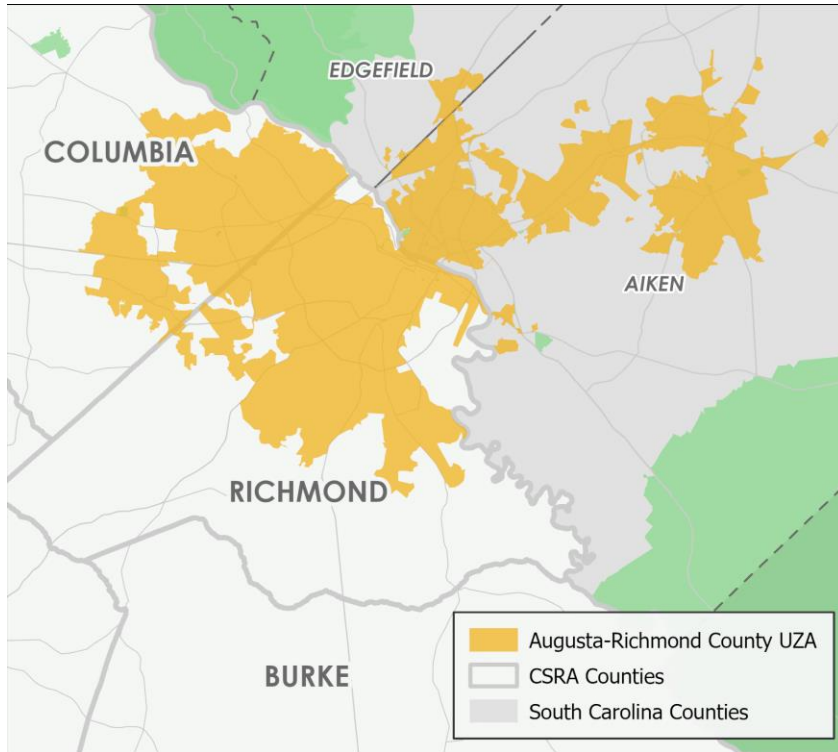 EDGEFIELD
COLUMBIA
AIKEN
RICHMOND
BURKE
Augusta-Richmond County UZA
CSRA Counties
South Carolina Counties